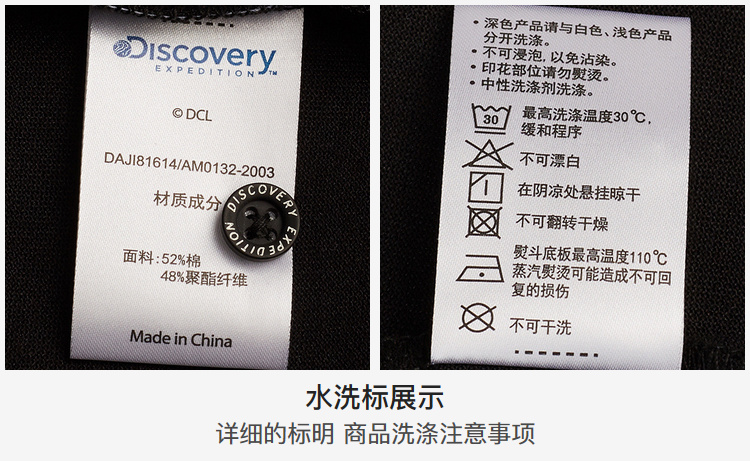 Discovery™
EXPEDITION
© DCL
DAJI81614/AM0132-2003
材质成分
面料:52%棉
48%聚酯纤维
Made in China
DISCOVERY EXPEDITION
• 深色产品请与白色、浅色产品
分开洗涤。
• 不可浸泡,以免沾染。
• 印花部位请勿熨烫。
• 中性洗涤剂洗涤。
30
最高洗涤温度30℃,
缓和程序
不可漂白
在阴凉处悬挂晾干
不可翻转干燥
熨斗底板最高温度110℃
蒸汽熨烫可能造成不可回
复的损伤
不可干洗
水洗标展示
详细的标明 商品洗涤注意事项